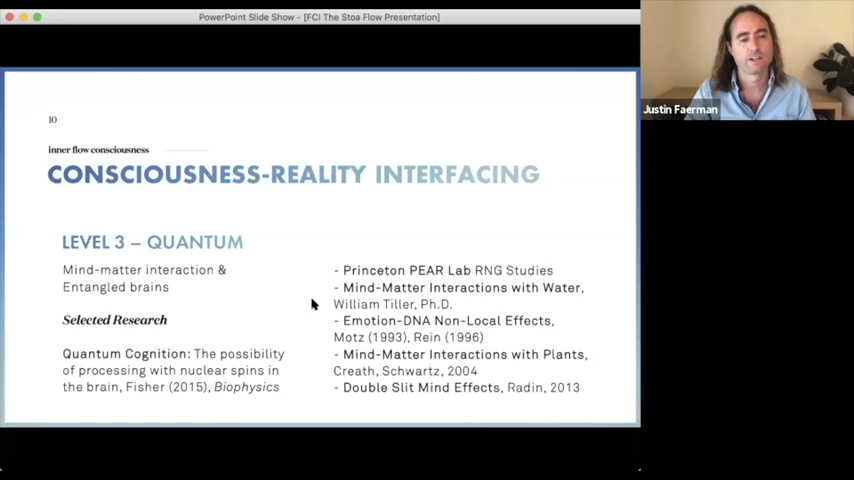 PowerPoint Slide Show - [FCI The Stoa Flow Presentation]
Justin Faerman
10
inner flow consciousness
CONSCIOUSNESS-REALITY INTERFACING
LEVEL 3 – QUANTUM
Mind-matter interaction &
Entangled brains
Selected Research
Quantum Cognition: The possibility
of processing with nuclear spins in
the brain, Fisher (2015), Biophysics
- Princeton PEAR Lab RNG Studies
- Mind-Matter Interactions with Water,
William Tiller, Ph.D.
- Emotion-DNA Non-Local Effects,
Motz (1993), Rein (1996)
- Mind-Matter Interactions with Plants,
Creath, Schwartz, 2004
- Double Slit Mind Effects, Radin, 2013